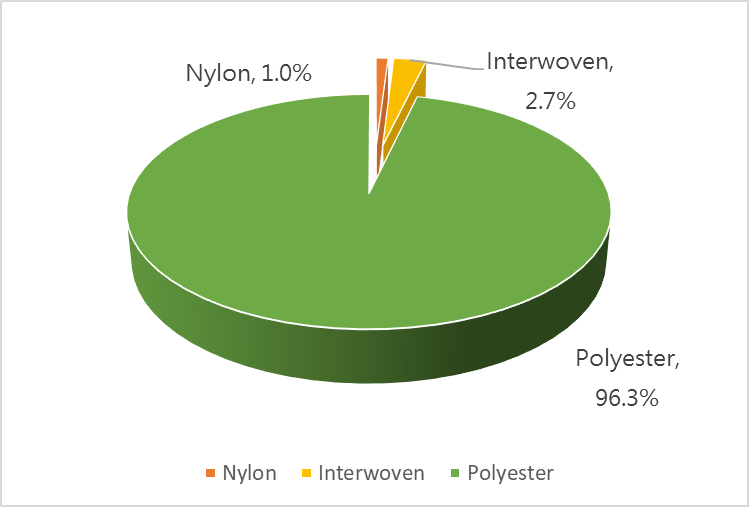 Nylon, 1.0%
Interwoven,
2.7%
Polyester,
96.3%
Nylon Interwoven Polyester